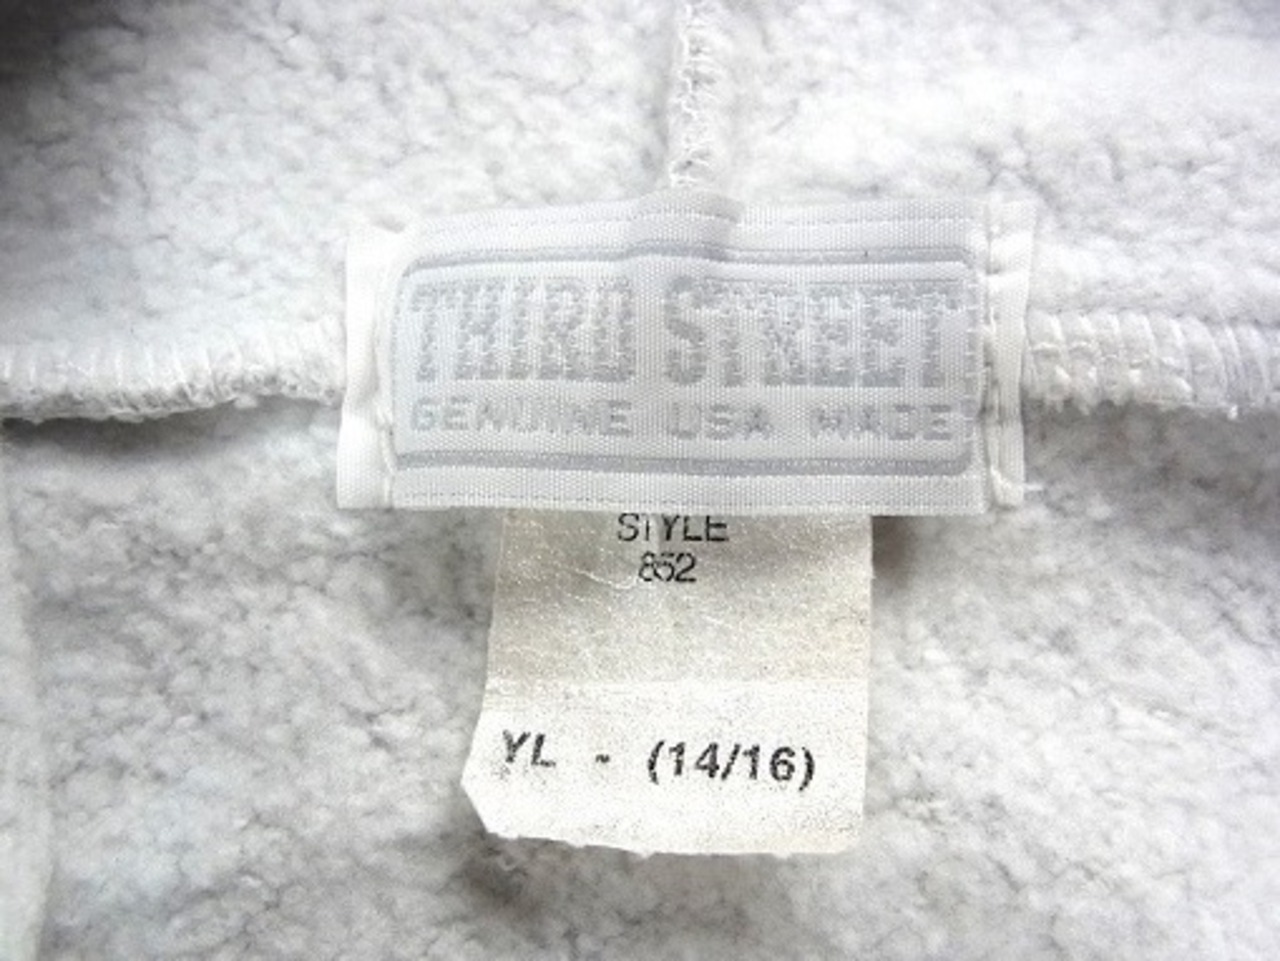 THIRD STREET
GENUINE USA MADE
STYLE
852
YL - (14/16)